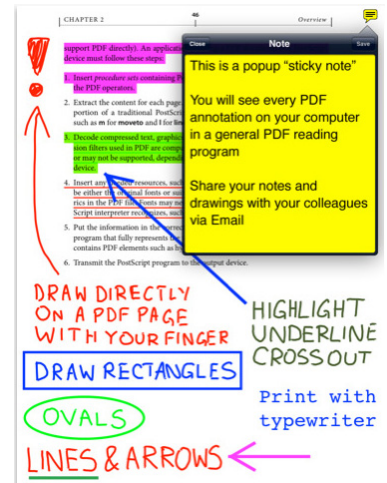 CHAPTER 2
46
Overview
support PDF directly). An applicatio
device must follow these steps:
1. Insert procedure sets containing P
the PDF operators.
2. Extract the content for each page.
portion of a traditional PostScrip
such as m for moveto and l for lin
3. Decode compressed text, graphics
sion filters used in PDF are compa
or may not be supported, dependi
device.
4. Insert any needed resources, such
be either the original fonts or su
rics in the PDF file. Fonts may ne
Script interpreter recognizes, such
5. Put the information in the correc
program that fully represents the
contains PDF elements such as h
6. Transmit the PostScript program to the output device.
Close
Note
Save
This is a popup “sticky note”
You will see every PDF
annotation on your computer
in a general PDF reading
program
Share your notes and
drawings with your colleagues
via Email
!
DRAW DIRECTLY
ON A PDF PAGE
WITH YOUR FINGER
HIGHLIGHT
UNDERLINE
CROSS OUT
DRAW RECTANGLES
Print with
typewriter
OVALS
LINES & ARROWS